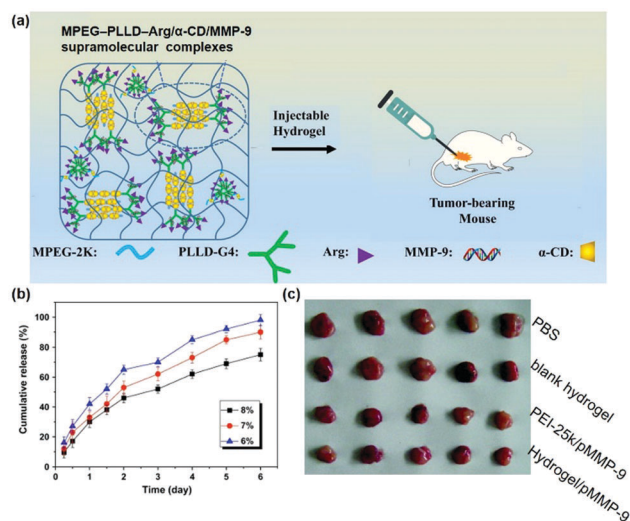 (a)
MPEG–PLLD–Arg/α-CD/MMP-9
supramolecular complexes
Injectable
Hydrogel
Tumor-bearing
Mouse
MPEG-2K:
PLLD-G4:
Arg:
MMP-9:
α-CD:
(b)
Cumulative release (%)
100
80
60
40
20
0
8%
7%
6%
0 1 2 3 4 5 6
Time (day)
(c)
PBS
blank hydrogel
PEI-25k/pMMP-9
Hydrogel/pMMP-9